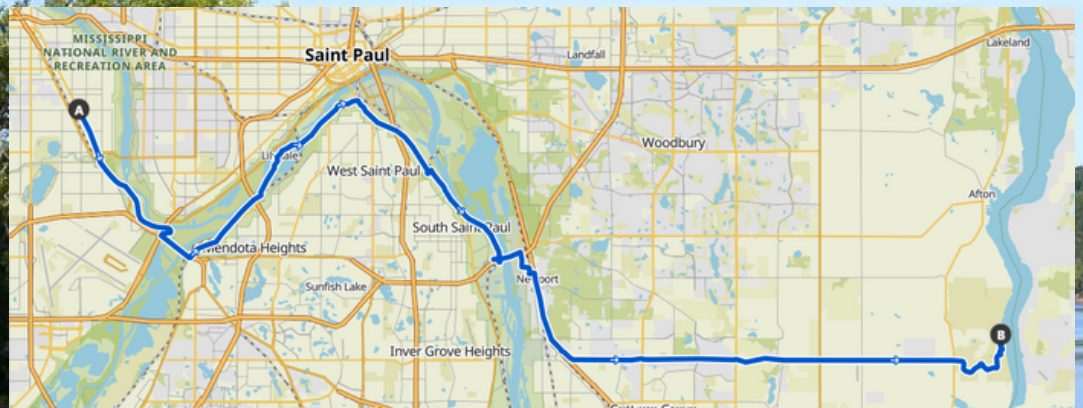 MISSISSIPPI
NATIONAL RIVER AND
RECREATION AREA
Saint Paul
Landfall
Lakeland
A
Woodbury
West Saint Paul
Afton
South Saint Paul
Mendota Heights
Newport
Sunfish Lake
B
Inver Grove Heights